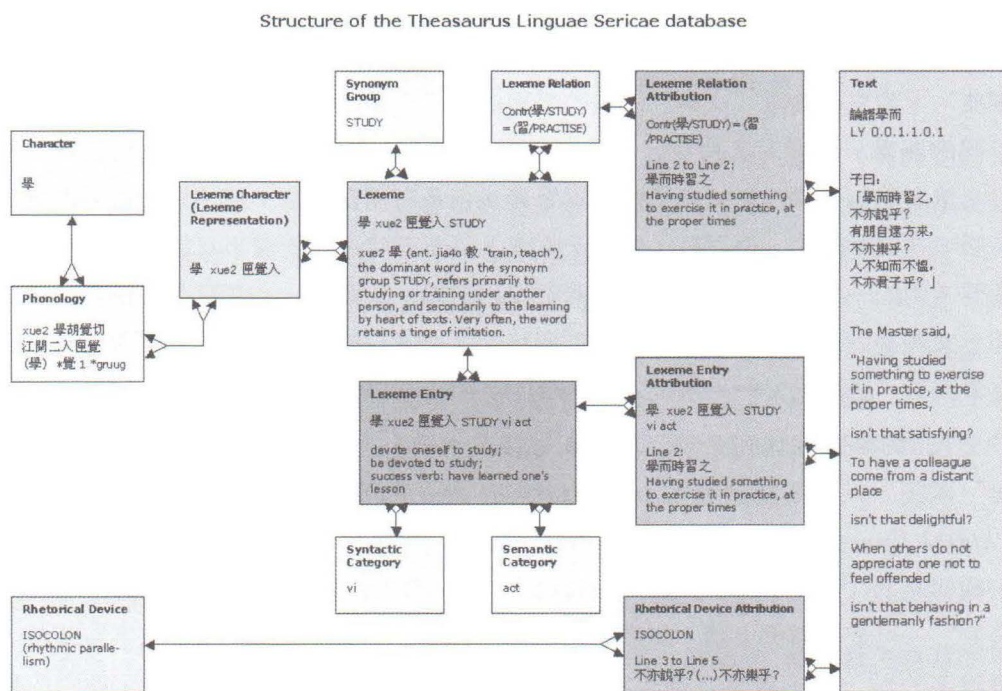 Structure of the Theasaurus Linguae Sericae database
Character
學
Phonology
xue2 學胡覺切
江開二入匣覺
(學) *覺 1 *gruug
Lexeme Character
(Lexeme
Representation)
學 xue2 匣覺入
Synonym
Group
STUDY
Lexeme
學 xue2 匣覺入 STUDY
xue2 學 (ant. jia4o 教 "train, teach"),
the dominant word in the synonym
group STUDY, refers primarily to
studying or training under another
person, and secondarily to the learning
by heart of texts. Very often, the word
retains a tinge of imitation.
Lexeme Relation
Contr(學/STUDY)
= (習/PRACTISE)
Lexeme Relation
Attribution
Contr(學/STUDY) = (習
/PRACTISE)
Line 2 to Line 2:
學而時習之
Having studied something
to exercise it in practice, at
the proper times
Lexeme Entry
學 xue2 匣覺入 STUDY vi act
devote oneself to study;
be devoted to study;
success verb: have learned one's
lesson
Lexeme Entry
Attribution
學 xue2 匣覺入 STUDY
vi act
Line 2:
學而時習之
Having studied something
to exercise it in practice, at
the proper times
Syntactic
Category
vi
Semantic
Category
act
Rhetorical Device
ISOCOLON
(rhythmic paralle-
lism)
Rhetorical Device Attribution
ISOCOLON
Line 3 to Line 5
不亦說乎? (...) 不亦樂乎?
Text
論語學而
LY 0.0.1.1.0.1
子曰:
「學而時習之,
不亦說乎?
有朋自遠方來,
不亦樂乎?
人不知而不慍,
不亦君子乎? 」
The Master said,
"Having studied
something to exercise
it in practice, at the
proper times,
isn't that satisfying?
To have a colleague
come from a distant
place
isn't that delightful?
When others do not
appreciate one not to
feel offended
isn't that behaving in a
gentlemanly fashion?"